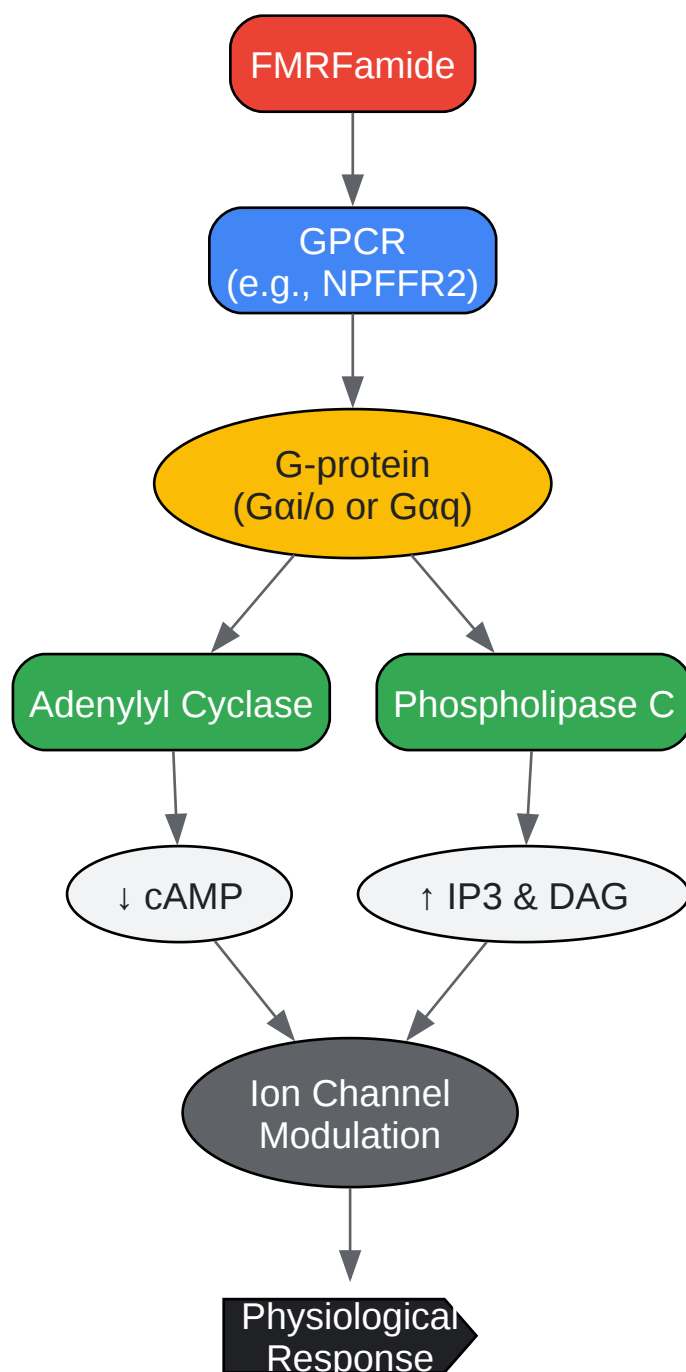 FMRFamide
GPCR
(e.g., NPFFR2)
G-protein
(Gαi/o or Gαq)
Adenylyl Cyclase
Phospholipase C
↓ cAMP
↑ IP3 & DAG
Ion Channel
Modulation
Physiological
Response